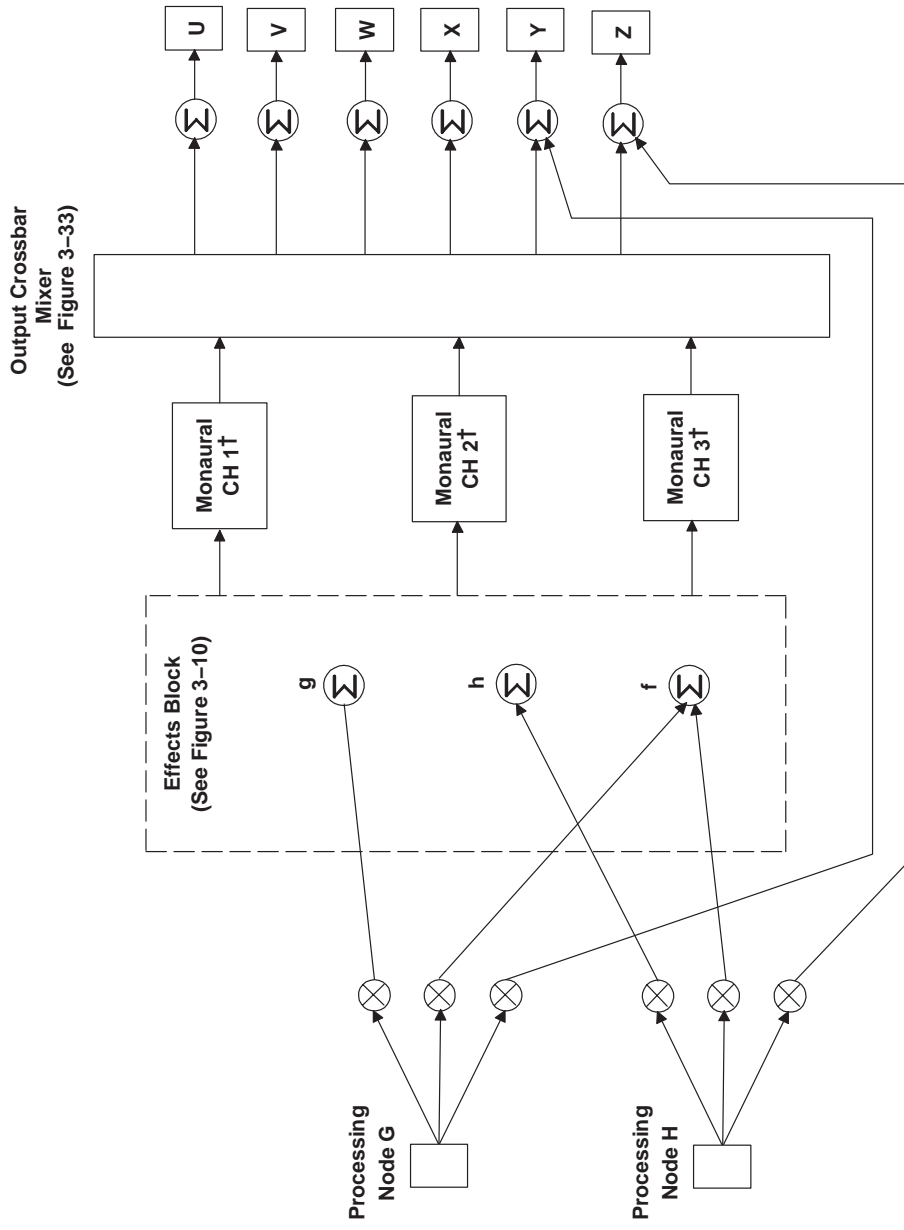 Processing
Node G
Processing
Node H
Effects Block
(See Figure 3–10)
g
Σ
h
Σ
f
Σ
Monaural
CH 1†
Monaural
CH 2†
Monaural
CH 3†
Output Crossbar
Mixer
(See Figure 3–33)
Σ
U
Σ
V
Σ
W
Σ
X
Σ
Y
Σ
Z